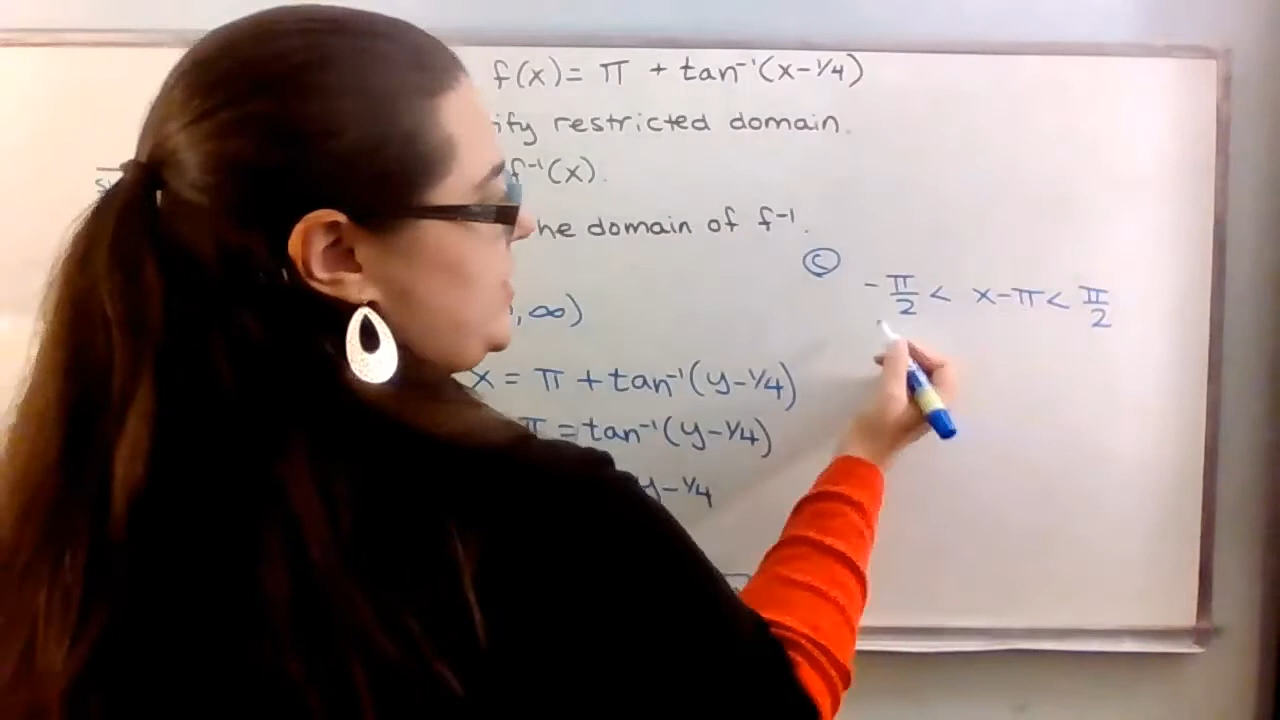 f(x) = π + tan⁻¹(x-1/4)
ify restricted domain.
f⁻¹(x).
he domain of f⁻¹.
, ∞)
x = π + tan⁻¹(y-1/4)
π = tan⁻¹(y-1/4)
y-1/4
ⓒ
-π/2 < x-π < π/2